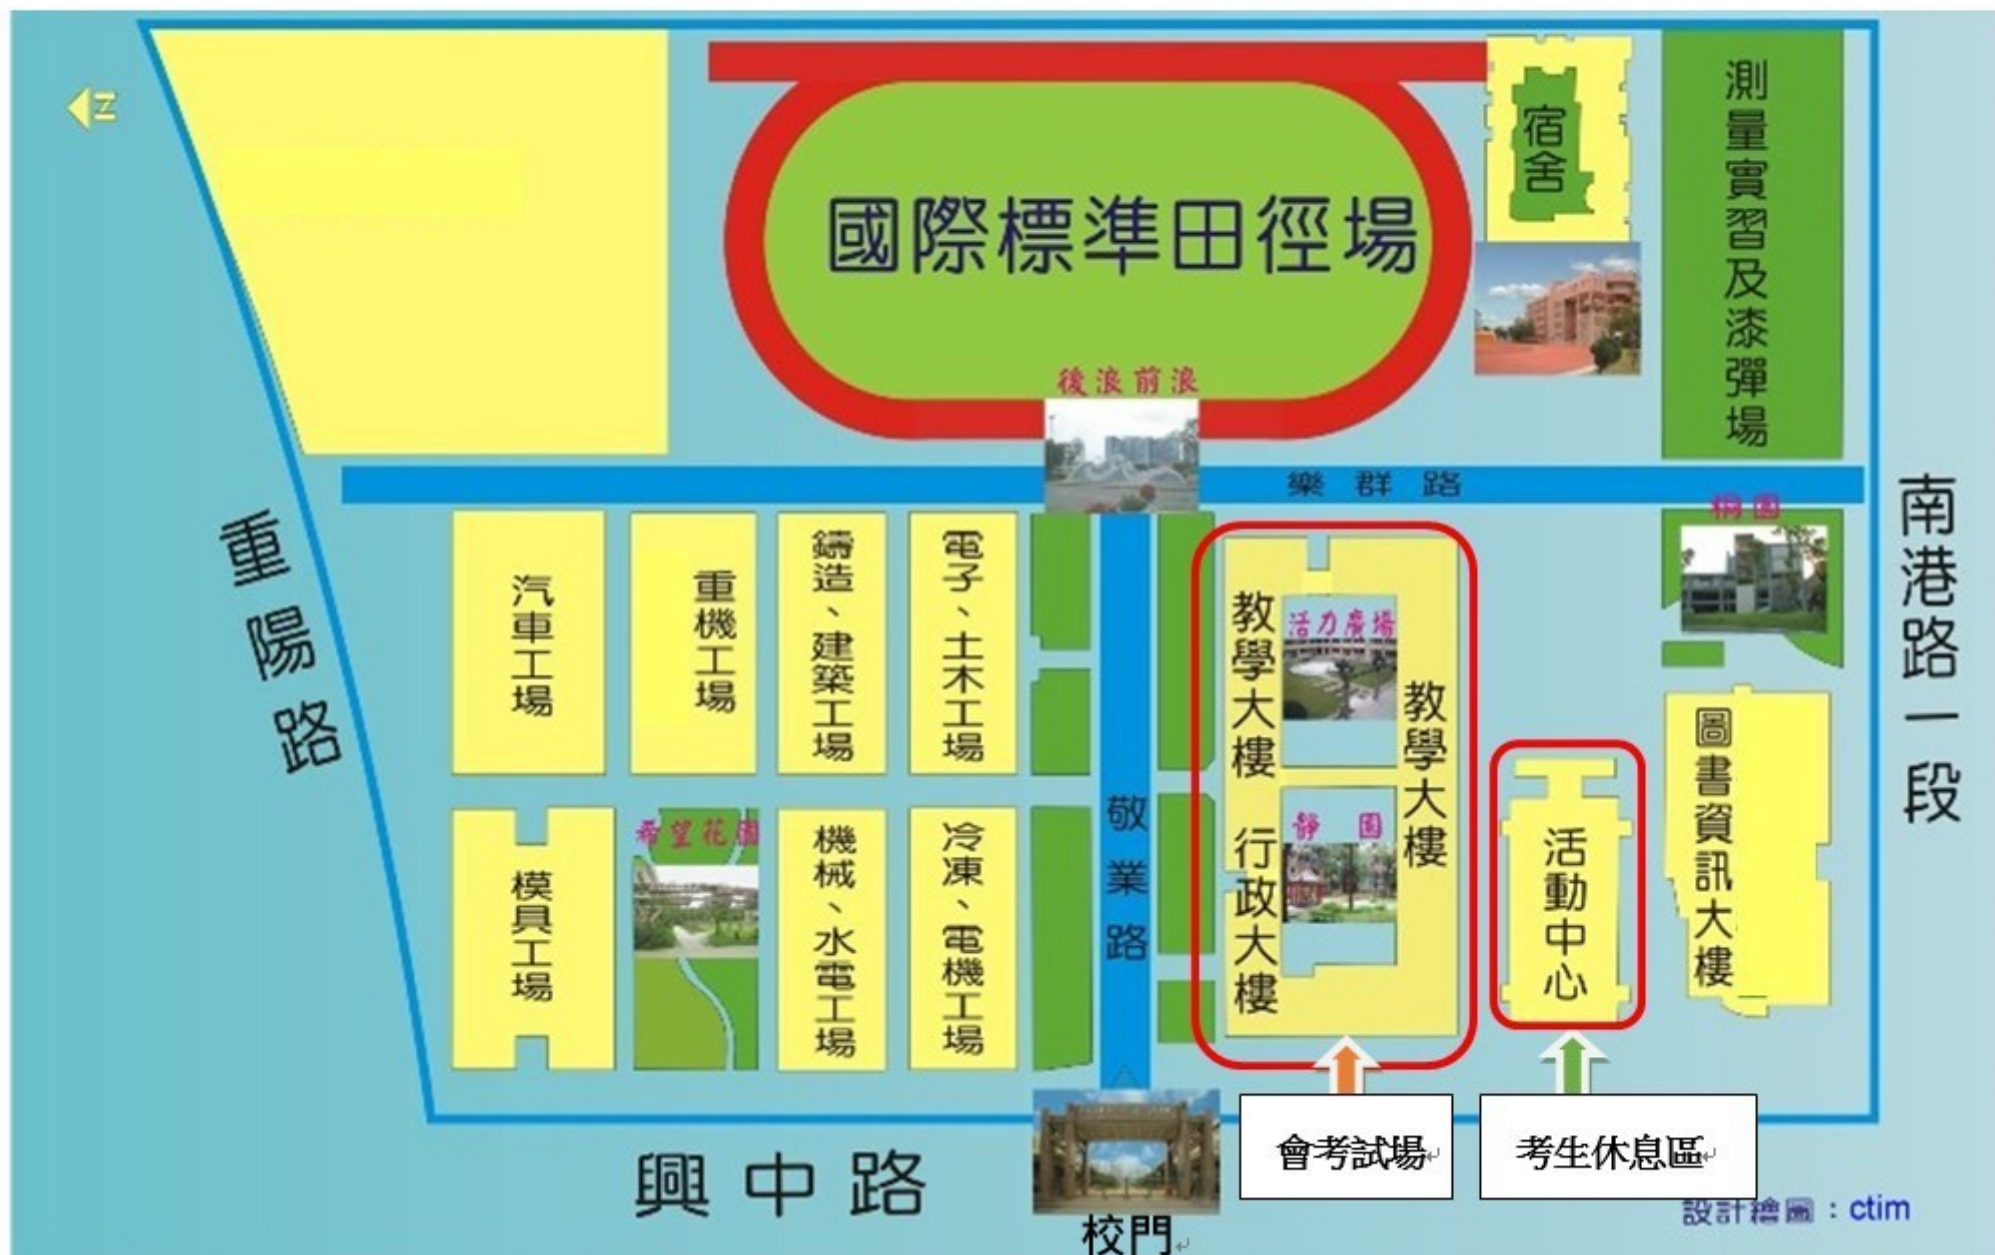 N
國際標準田徑場
宿舍
測量實習及漆彈場
後浪前浪
樂群路
桐園
南港路一段
重陽路
汽車工場
重機工場
鑄造、建築工場
電子、土木工場
教學大樓
活力廣場
教學大樓
圖書資訊大樓
模具工場
希望花園
機械、水電工場
冷凍、電機工場
敬業路
行政大樓
靜園
活動中心
會考試場
考生休息區
興中路
校門
設計繪圖：ctim